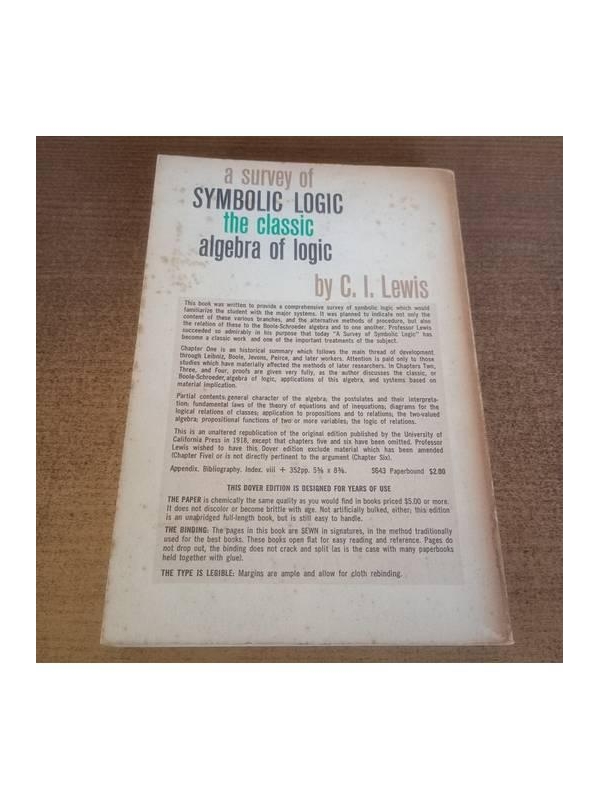 a survey of
SYMBOLIC LOGIC
the classic
algebra of logic
by C. I. Lewis
This book was written to provide a comprehensive survey of symbolic logic which would
familiarize the student with the major systems. It was planned to indicate not only the
content of these various branches, and the alternative methods of procedure, but also
the relation of these to the Boole-Schroeder algebra and to one another. Professor Lewis
succeeded so admirably in his purpose that today "A Survey of Symbolic Logic" has
become a classic work and one of the important treatments of the subject.
Chapter One is an historical summary which follows the main thread of development
through Leibniz, Boole, Jevons, Peirce, and later workers. Attention is paid only to those
studies which have materially affected the methods of later researchers. In Chapters Two,
Three, and Four, proofs are given very fully, as the author discusses the classic, or
Boole-Schroeder, algebra of logic, applications of this algebra, and systems based on
material implication.
Partial contents: general character of the algebra; the postulates and their interpreta-
tion; fundamental laws of the theory of equations and of inequations; diagrams for the
logical relations of classes; application to propositions and to relations, the two-valued
algebra; propositional functions of two or more variables; the logic of relations.
This is an unaltered republication of the original edition published by the University of
California Press in 1918, except that chapters five and six have been omitted. Professor
Lewis wished to have this Dover edition exclude material which has been amended
(Chapter Five) or is not directly pertinent to the argument (Chapter Six).
Appendix. Bibliography. Index. viii + 352pp. 5⅜ x 8⅜. S643 Paperbound $2.00
THIS DOVER EDITION IS DESIGNED FOR YEARS OF USE
THE PAPER is chemically the same quality as you would find in books priced $5.00 or more.
It does not discolor or become brittle with age. Not artificially bulked, either; this edition
is an unabridged full-length book, but is still easy to handle.
THE BINDING: The pages in this book are SEWN in signatures, in the method traditionally
used for the best books. These books open flat for easy reading and reference. Pages do
not drop out, the binding does not crack and split (as is the case with many paperbooks
held together with glue).
THE TYPE IS LEGIBLE: Margins are ample and allow for cloth rebinding.